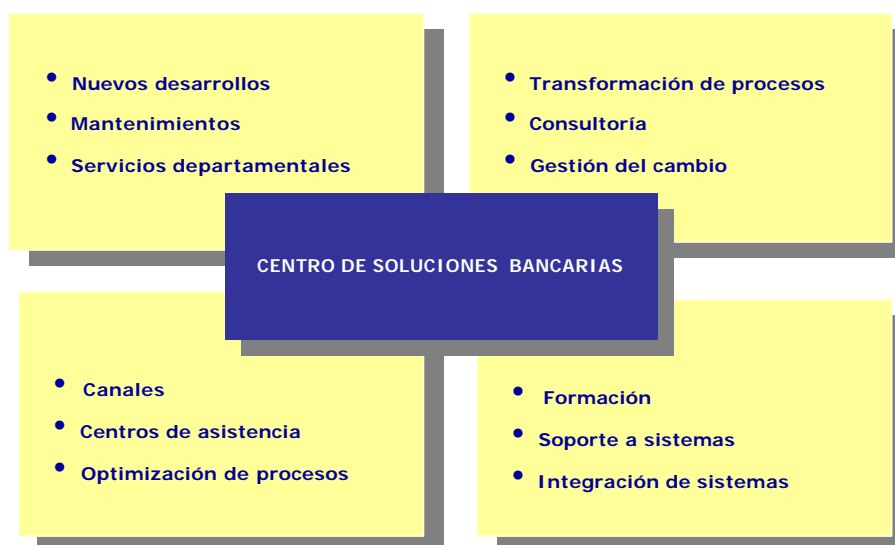 • Nuevos desarrollos
• Mantenimientos
• Servicios departamentales
• Transformación de procesos
• Consultoría
• Gestión del cambio
CENTRO DE SOLUCIONES BANCARIAS
• Canales
• Centros de asistencia
• Optimización de procesos
• Formación
• Soporte a sistemas
• Integración de sistemas